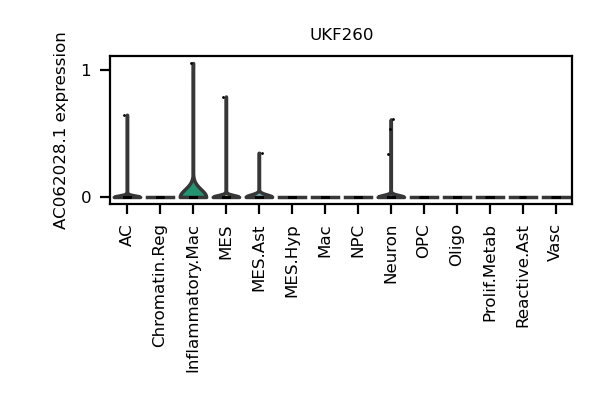 UKF260
AC062028.1 expression
1
0
AC
Chromatin.Reg
Inflammatory.Mac
MES
MES.Ast
MES.Hyp
Mac
NPC
Neuron
OPC
Oligo
Prolif.Metab
Reactive.Ast
Vasc